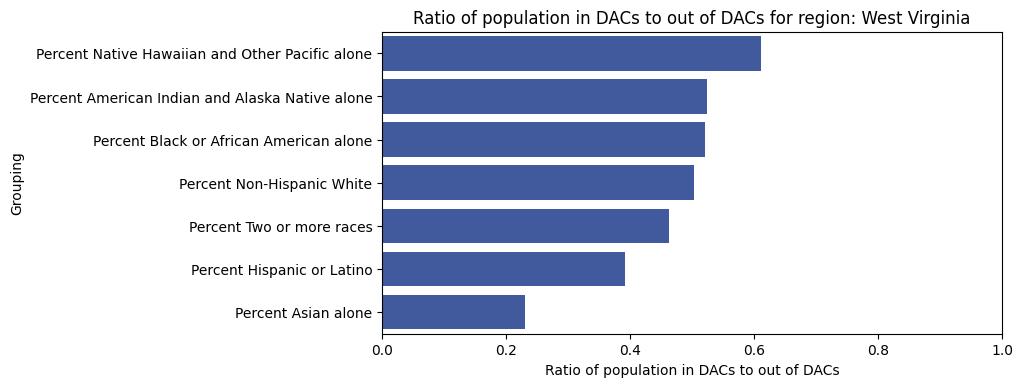 Ratio of population in DACs to out of DACs for region: West Virginia
Grouping
Percent Native Hawaiian and Other Pacific alone
Percent American Indian and Alaska Native alone
Percent Black or African American alone
Percent Non-Hispanic White
Percent Two or more races
Percent Hispanic or Latino
Percent Asian alone
0.0 0.2 0.4 0.6 0.8 1.0
Ratio of population in DACs to out of DACs